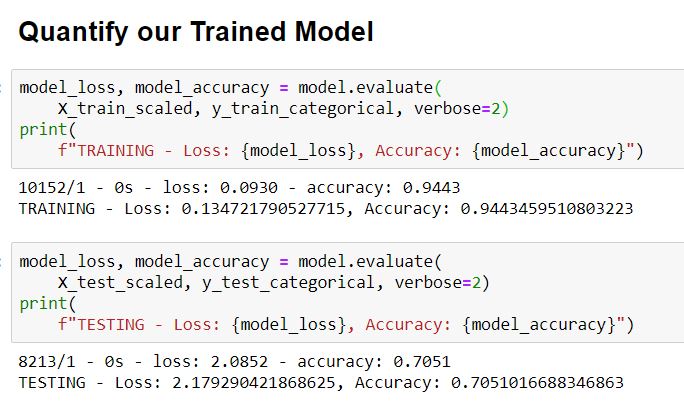 Quantify our Trained Model
model_loss, model_accuracy = model.evaluate(
    X_train_scaled, y_train_categorical, verbose=2)
print(
    f"TRAINING - Loss: {model_loss}, Accuracy: {model_accuracy}")
10152/1 - 0s - loss: 0.0930 - accuracy: 0.9443
TRAINING - Loss: 0.134721790527715, Accuracy: 0.9443459510803223
model_loss, model_accuracy = model.evaluate(
    X_test_scaled, y_test_categorical, verbose=2)
print(
    f"TESTING - Loss: {model_loss}, Accuracy: {model_accuracy}")
8213/1 - 0s - loss: 2.0852 - accuracy: 0.7051
TESTING - Loss: 2.179290421868625, Accuracy: 0.7051016688346863